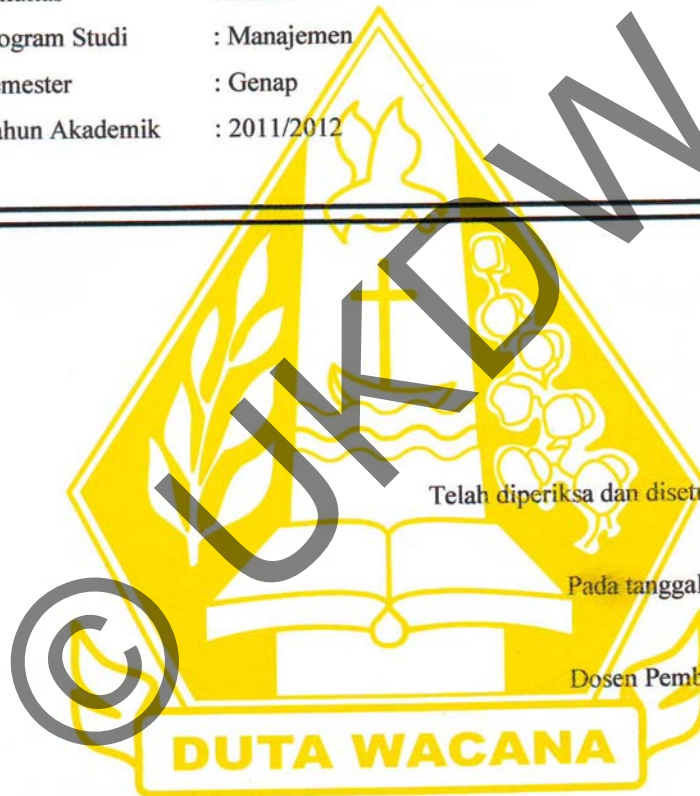 ogram Studi : Manajemen
emester : Genap
ahun Akademik : 2011/2012
© UKDW
Telah diperiksa dan disetu
Pada tanggal
Dosen Pemb
DUTA WACANA